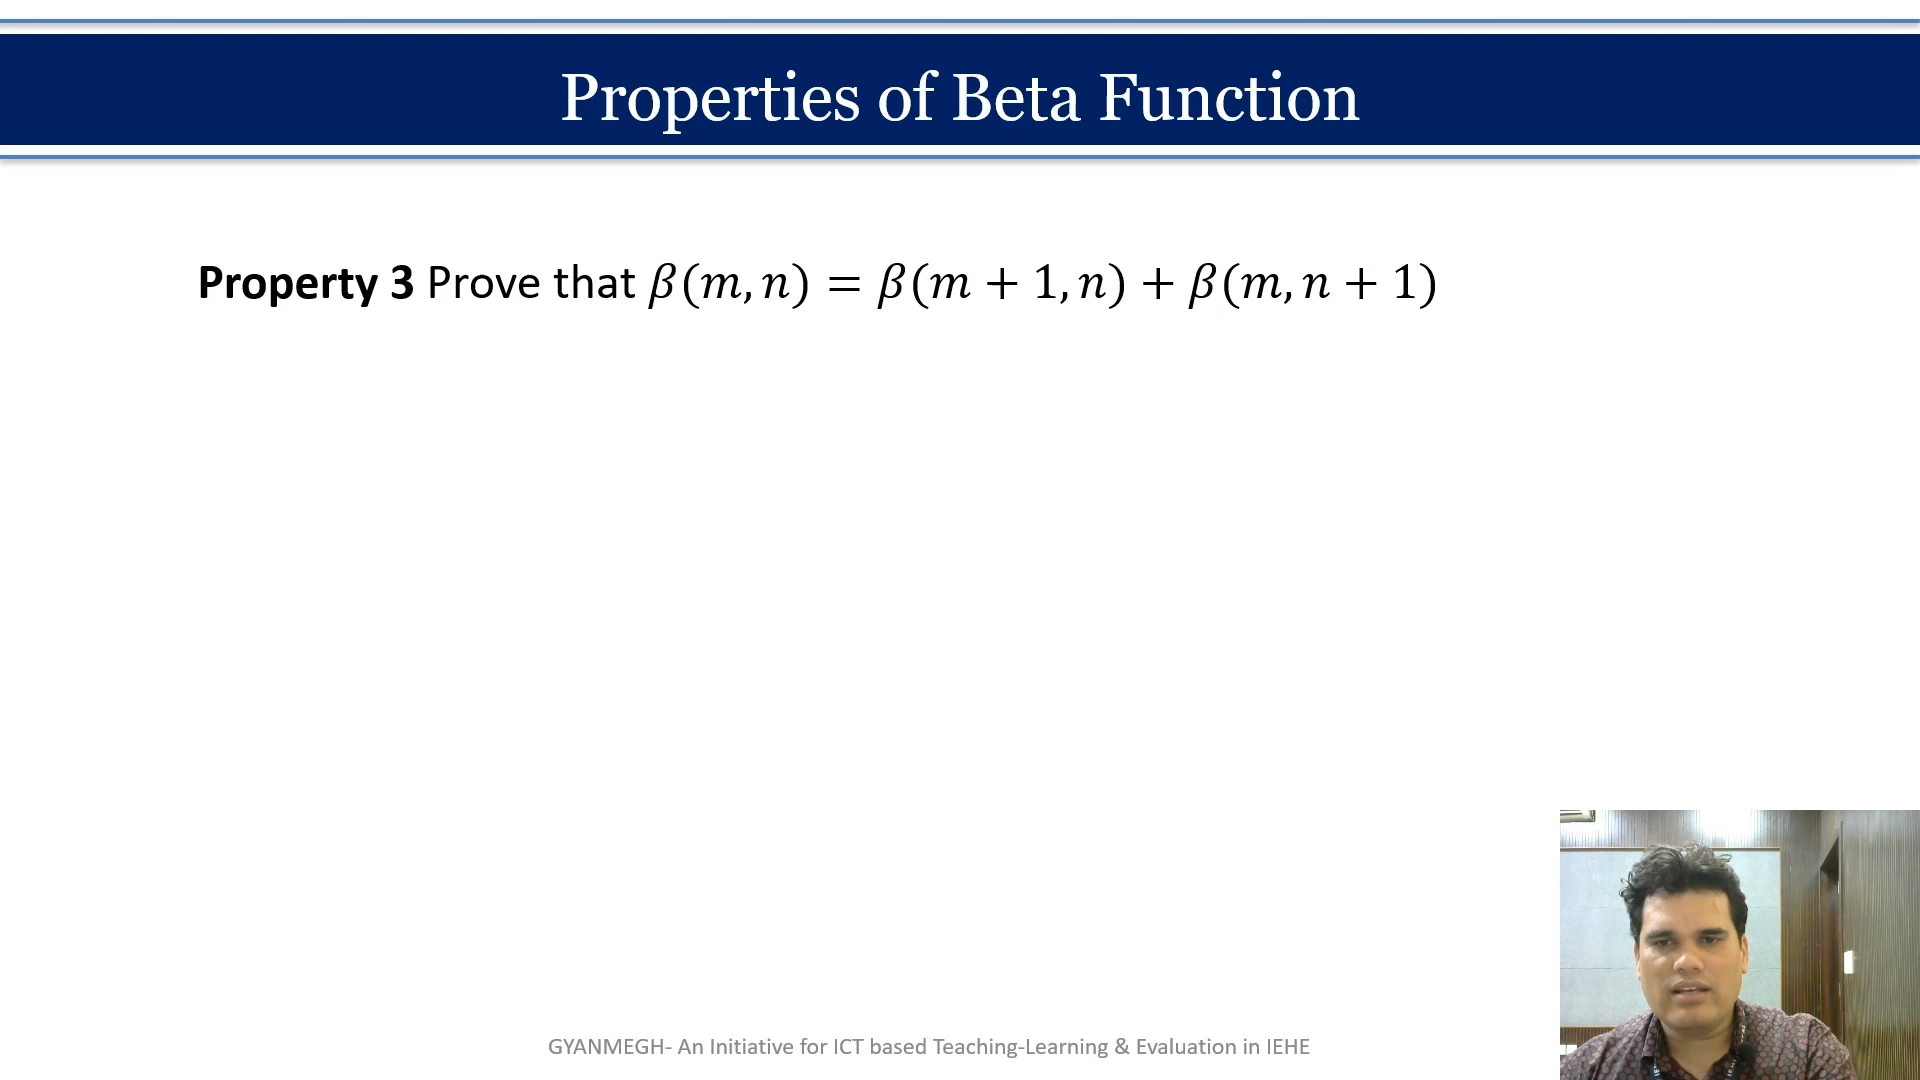 Properties of Beta Function
Property 3 Prove that 𝛽(𝑚, 𝑛) = 𝛽(𝑚 + 1, 𝑛) + 𝛽(𝑚, 𝑛 + 1)
GYANMEGH- An Initiative for ICT based Teaching-Learning & Evaluation in IEHE